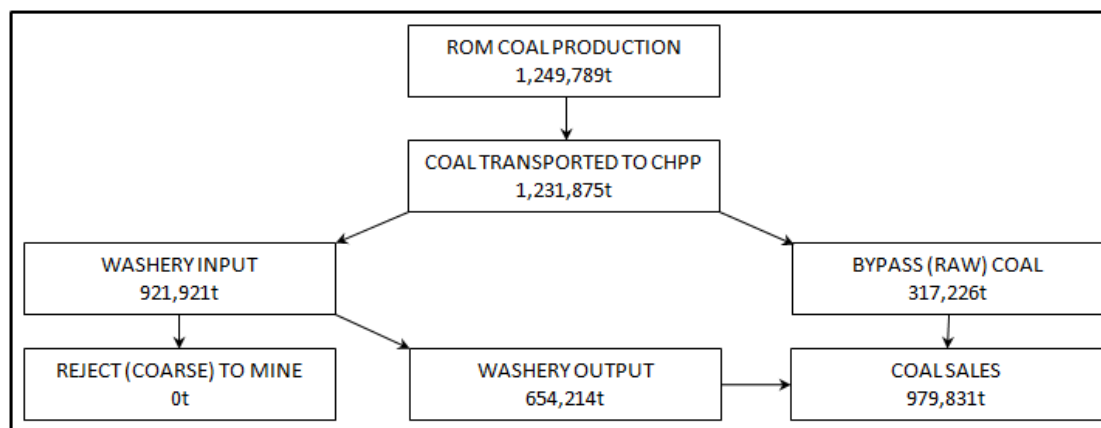 ROM COAL PRODUCTION
1,249,789t
COAL TRANSPORTED TO CHPP
1,231,875t
WASHERY INPUT
921,921t
BYPASS (RAW) COAL
317,226t
REJECT (COARSE) TO MINE
0t
WASHERY OUTPUT
654,214t
COAL SALES
979,831t